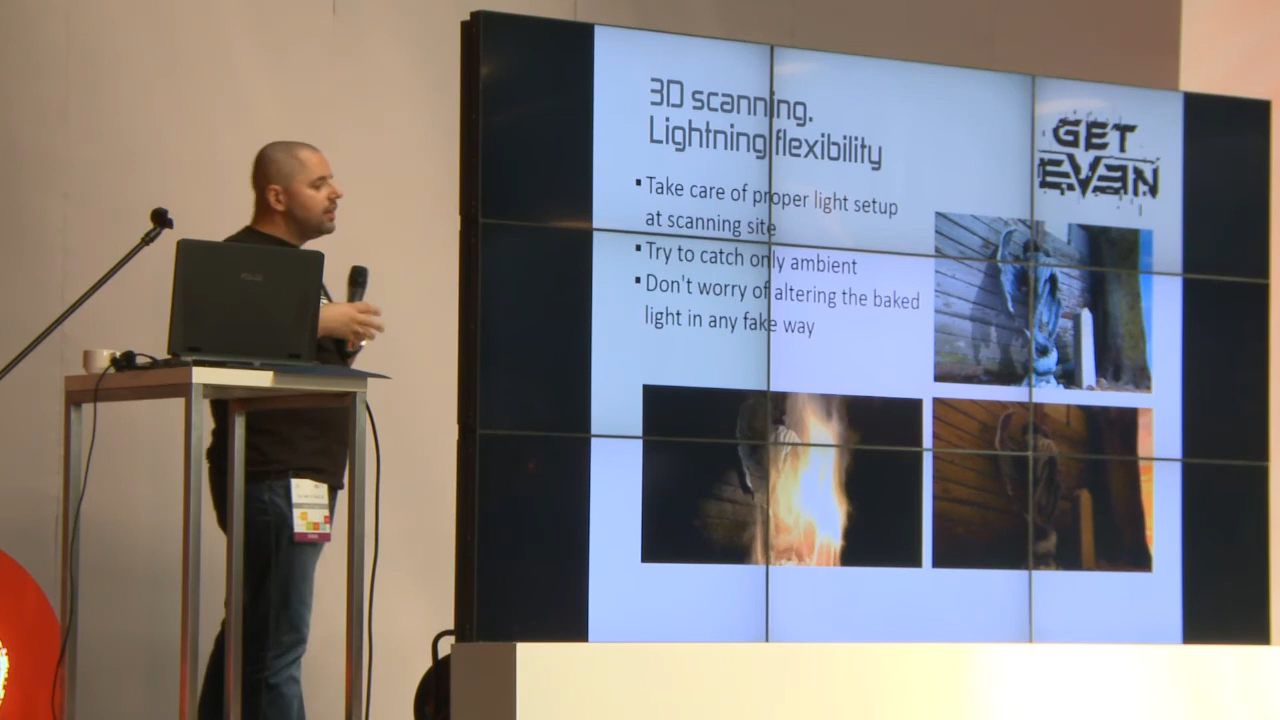 3D scanning.
Lightning flexibility
GET
EVEN
▪Take care of proper light setup
at scanning site
▪Try to catch only ambient
▪Don't worry of altering the baked
light in any fake way
ASUS